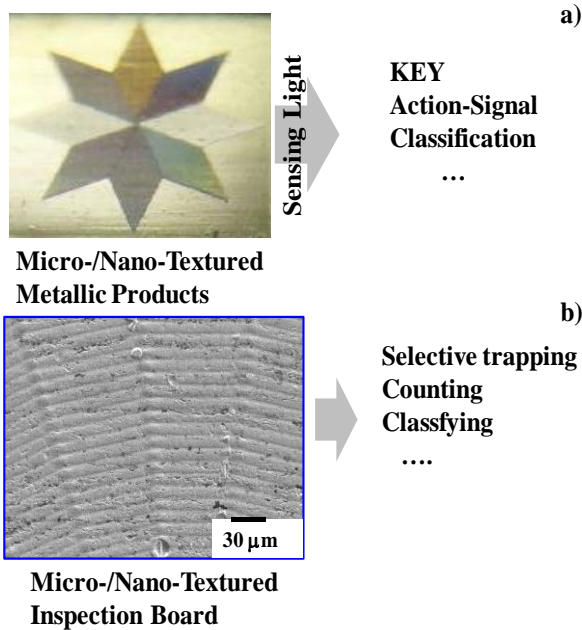 a)
Sensing Light
KEY
Action-Signal
Classification
...
Micro-/Nano-Textured
Metallic Products
b)
Selective trapping
Counting
Classfying
....
30 μm
Micro-/Nano-Textured
Inspection Board